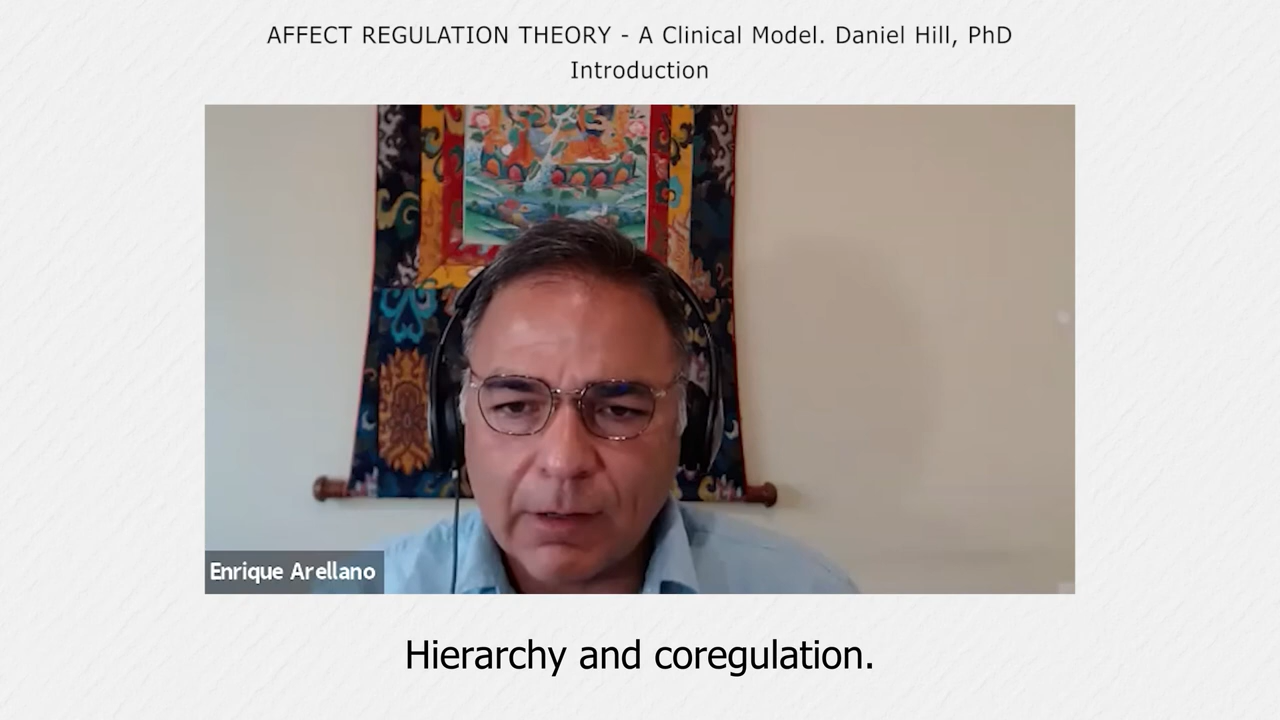 AFFECT REGULATION THEORY - A Clinical Model. Daniel Hill, PhD
Introduction
Enrique Arellano
Hierarchy and coregulation.